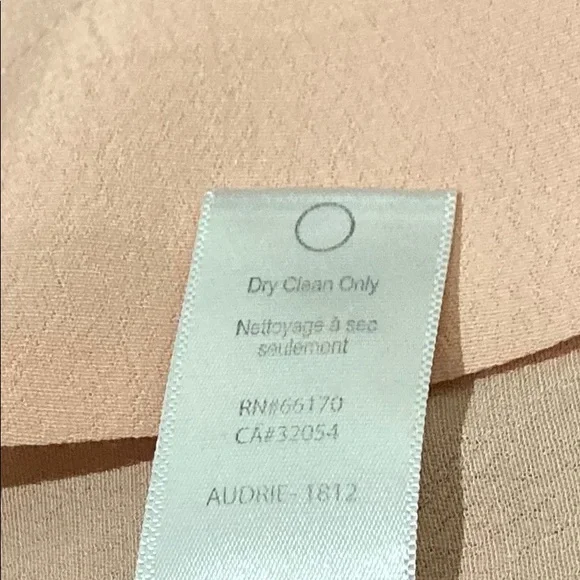 Dry Clean Only
Nettoyage à sec
seulement
RN#66170
CA#32054
AUDRIE-1812